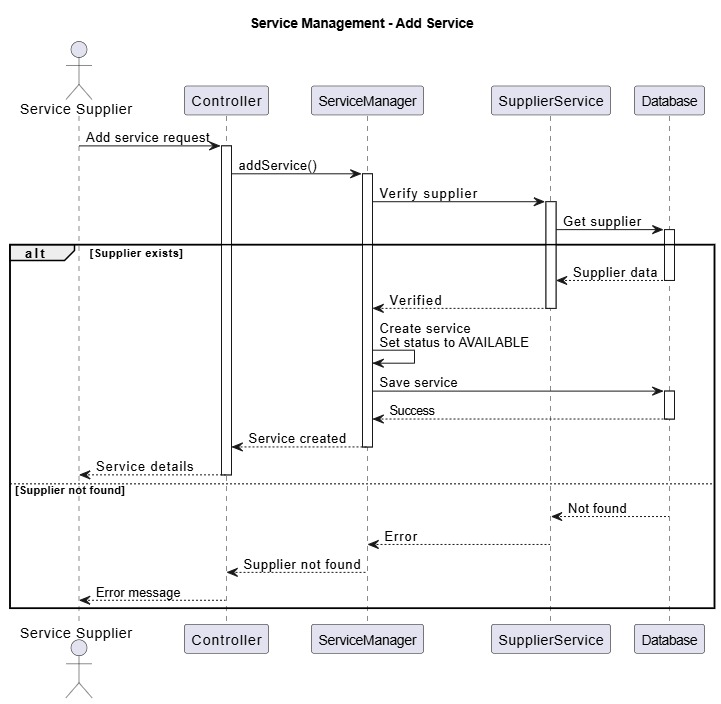 Service Management - Add Service
Service Supplier
Controller
ServiceManager
SupplierService
Database
Add service request
addService()
Verify supplier
Get supplier
alt
[Supplier exists]
Supplier data
Verified
Create service
Set status to AVAILABLE
Save service
Success
Service created
Service details
[Supplier not found]
Not found
Error
Supplier not found
Error message
Service Supplier
Controller
ServiceManager
SupplierService
Database